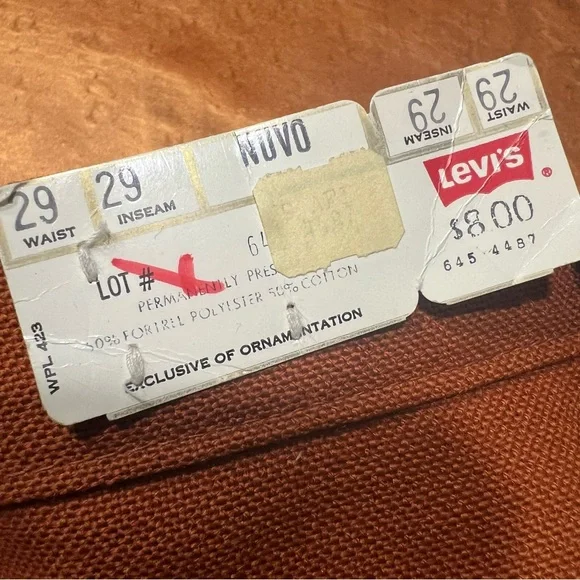 29
WAIST
29
INSEAM
NUVO
LOT #
PERMANENTLY PRES
50% FORTREL POLYESTER 50% COTTON
EXCLUSIVE OF ORNAMENTATION
WPL 423
29
INSEAM
29
WAIST
LEVI'S ®
$8.00
645 4487